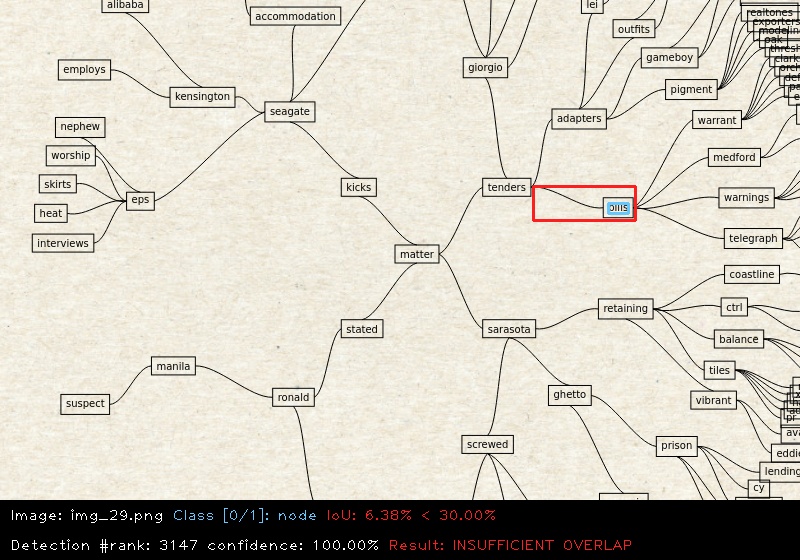 alibaba
accommodation
lei
realtones
exporters
outfits
employs
giorgio
gameboy
kensington
pigment
seagate
adapters
warrant
nephew
worship
medford
skirts
kicks
tenders
eps
warnings
heat
interviews
telegraph
matter
coastline
retaining
ctrl
stated
sarasota
balance
manila
tiles
ronald
ghetto
vibrant
suspect
screwed
prison
lending
cy
Image: img_29.png Class [0/1]: node IoU: 6.38% < 30.00%
Detection #rank: 3147 confidence: 100.00% Result: INSUFFICIENT OVERLAP